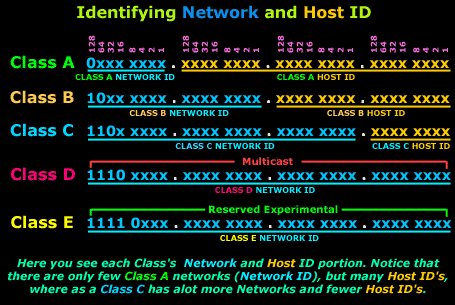 Identifying Network and Host ID
128 64 32 16 8 4 2 1 128 64 32 16 8 4 2 1 128 64 32 16 8 4 2 1 128 64 32 16 8 4 2 1
Class A 0xxx xxxx . xxxx xxxx . xxxx xxxx . xxxx xxxx
CLASS A NETWORK ID CLASS A HOST ID
Class B 10xx xxxx . xxxx xxxx . xxxx xxxx . xxxx xxxx
CLASS B NETWORK ID CLASS B HOST ID
Class C 110x xxxx . xxxx xxxx . xxxx xxxx . xxxx xxxx
CLASS C NETWORK ID CLASS C HOST ID
Multicast
Class D 1110 xxxx . xxxx xxxx . xxxx xxxx . xxxx xxxx
CLASS D NETWORK ID
Reserved Experimental
Class E 1111 0xxx . xxxx xxxx . xxxx xxxx . xxxx xxxx
CLASS E NETWORK ID
Here you see each Class's Network and Host ID portion. Notice that
there are only few Class A networks (Network ID), but many Host ID's,
where as a Class C has alot more Networks and fewer Host ID's.